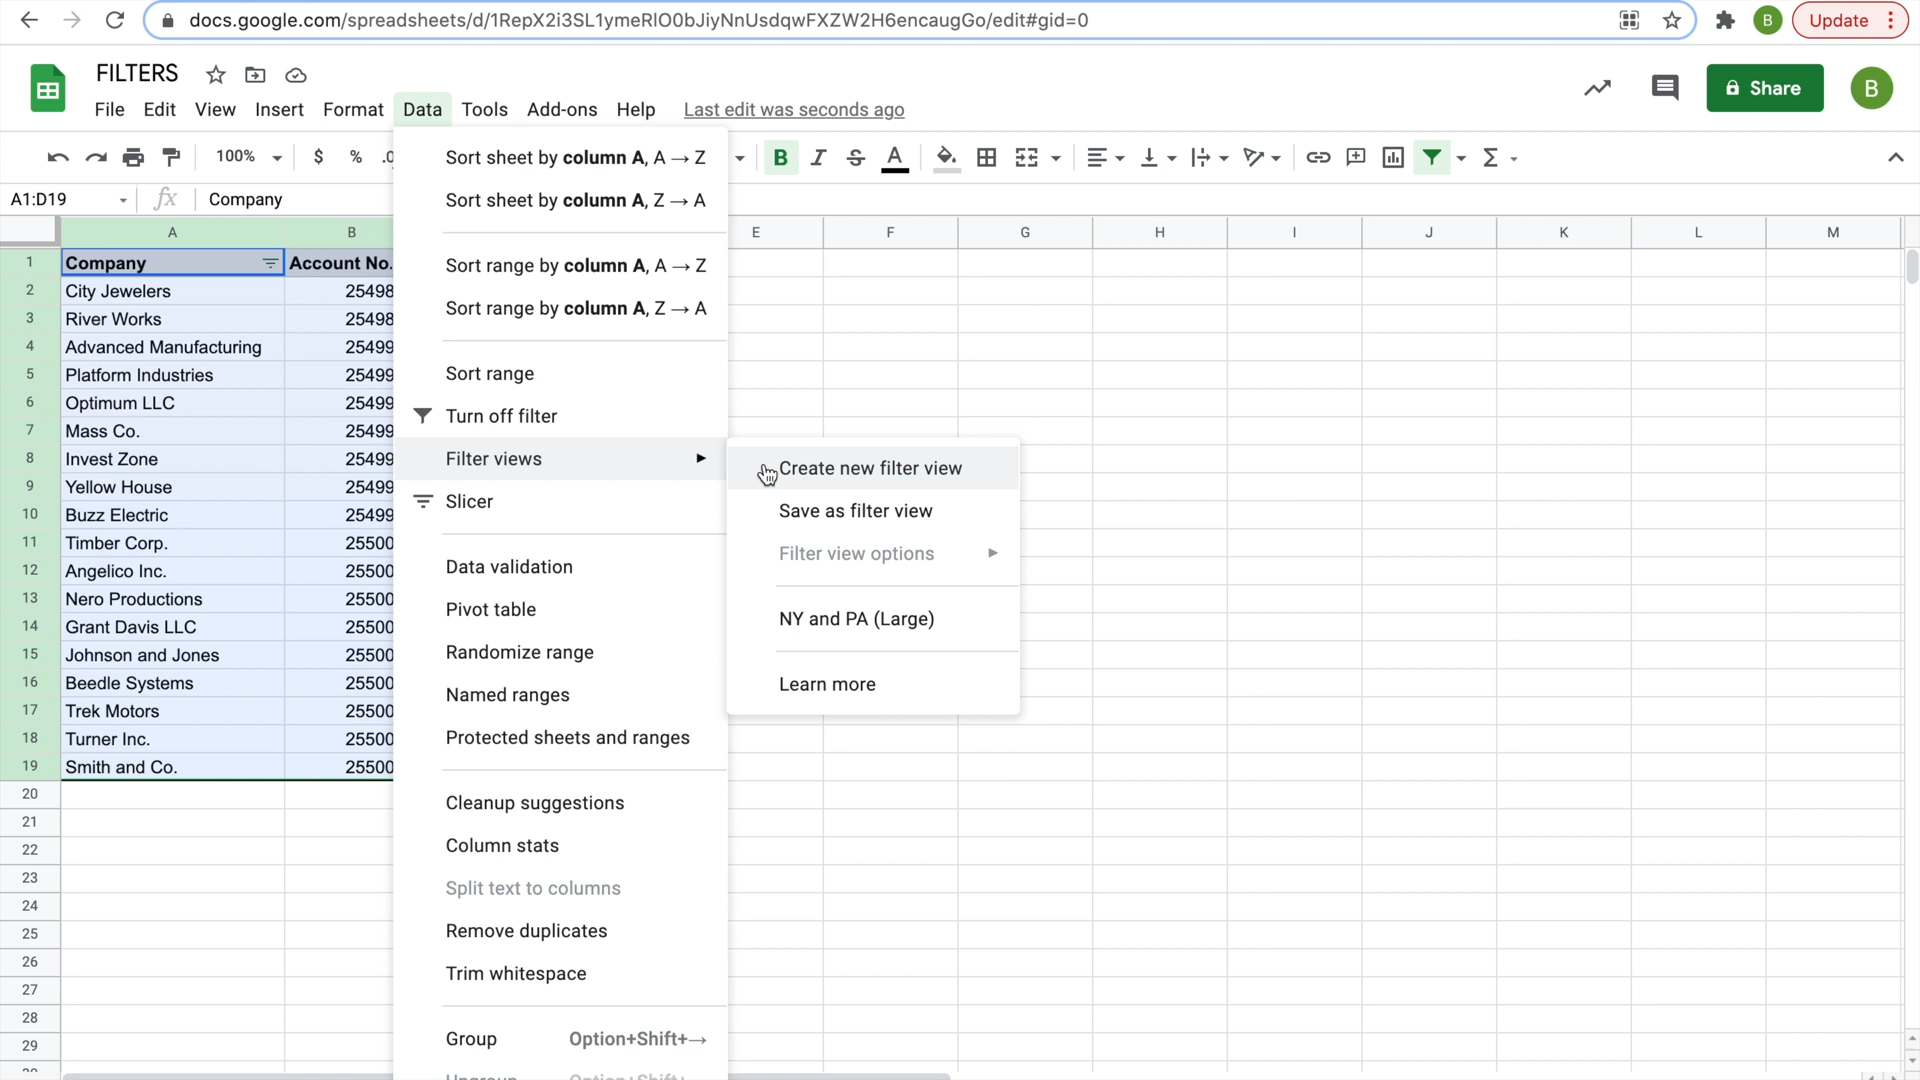 docs.google.com/spreadsheets/d/1RepX2i3SL1ymeRlO0bJiyNnUsdqwFXZW2H6encaugGo/edit#gid=0
B
Update
FILTERS
File Edit View Insert Format Data Tools Add-ons Help Last edit was seconds ago
Share
B
100% $ % .0 B I S A Σ
A1:D19 fx Company
A B E F G H I J K L M
1 Company Account No.
2 City Jewelers 25498
3 River Works 25498
4 Advanced Manufacturing 25499
5 Platform Industries 25499
6 Optimum LLC 25499
7 Mass Co. 25499
8 Invest Zone 25499
9 Yellow House 25499
10 Buzz Electric 25499
11 Timber Corp. 25500
12 Angelico Inc. 25500
13 Nero Productions 25500
14 Grant Davis LLC 25500
15 Johnson and Jones 25500
16 Beedle Systems 25500
17 Trek Motors 25500
18 Turner Inc. 25500
19 Smith and Co. 25500
20
21
22
23
24
25
26
27
28
29
Sort sheet by column A, A → Z
Sort sheet by column A, Z → A
Sort range by column A, A → Z
Sort range by column A, Z → A
Sort range
Turn off filter
Filter views
Slicer
Data validation
Pivot table
Randomize range
Named ranges
Protected sheets and ranges
Cleanup suggestions
Column stats
Split text to columns
Remove duplicates
Trim whitespace
Group Option+Shift+→
Create new filter view
Save as filter view
Filter view options
NY and PA (Large)
Learn more